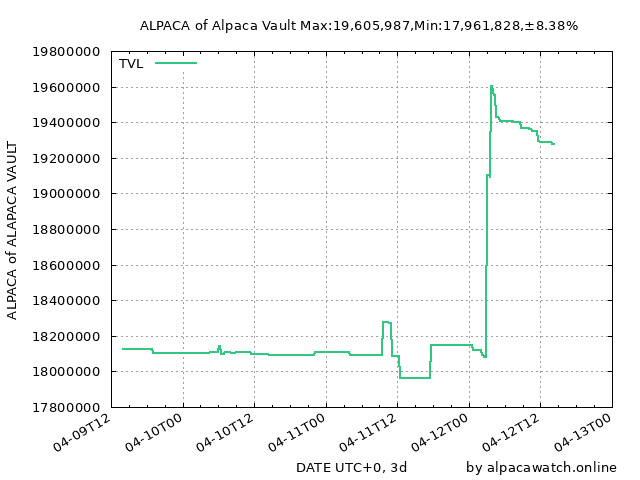 ALPACA of Alpaca Vault Max:19,605,987,Min:17,961,828,±8.38%
TVL
19800000
19600000
19400000
19200000
19000000
18800000
18600000
18400000
18200000
18000000
17800000
ALPACA of ALAPACA VAULT
04-09T12
04-10T00
04-10T12
04-11T00
04-11T12
04-12T00
04-12T12
04-13T00
DATE UTC+0, 3d
by alpacawatch.online